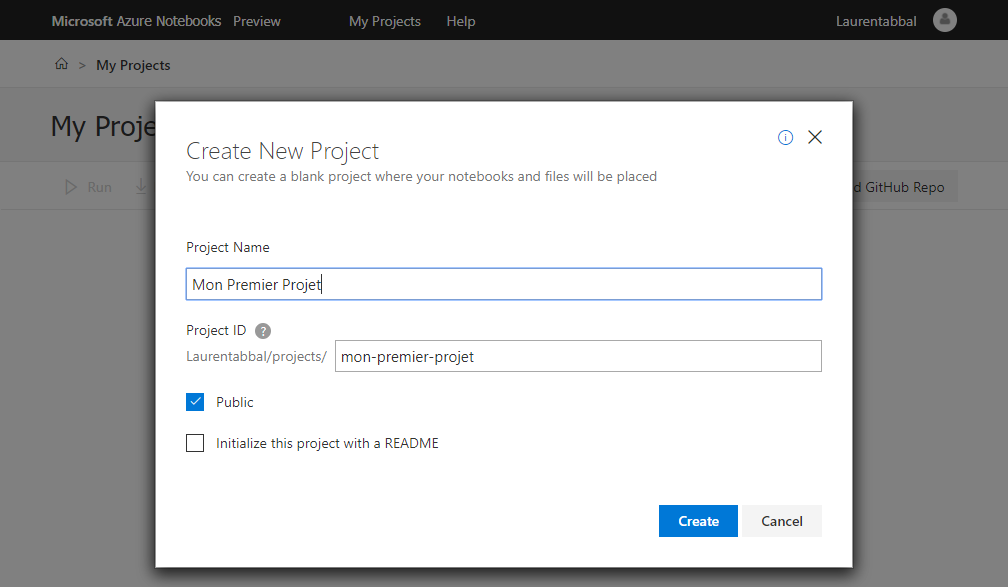 Microsoft Azure Notebooks Preview My Projects Help Laurentabbal
> My Projects
My Proje
Run
d GitHub Repo
Create New Project
You can create a blank project where your notebooks and files will be placed
Project Name
Mon Premier Projet
Project ID ?
Laurentabbal/projects/ mon-premier-projet
Public
Initialize this project with a README
Create Cancel